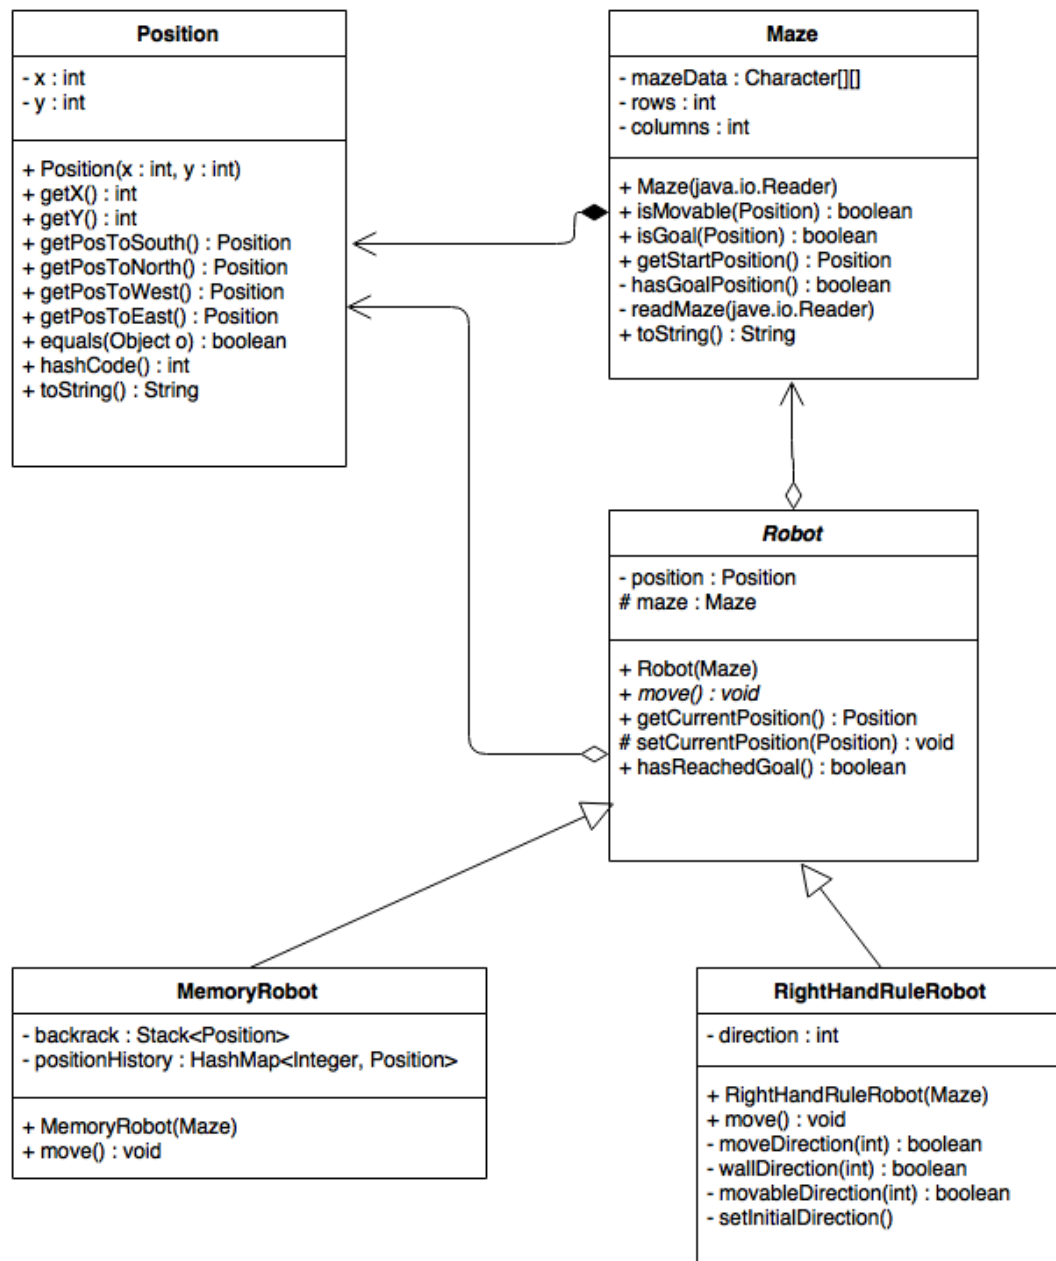 Position
- x : int
- y : int
+ Position(x : int, y : int)
+ getX() : int
+ getY() : int
+ getPosToSouth() : Position
+ getPosToNorth() : Position
+ getPosToWest() : Position
+ getPosToEast() : Position
+ equals(Object o) : boolean
+ hashCode() : int
+ toString() : String
Maze
- mazeData : Character[][]
- rows : int
- columns : int
+ Maze(java.io.Reader)
+ isMovable(Position) : boolean
+ isGoal(Position) : boolean
+ getStartPosition() : Position
- hasGoalPosition() : boolean
- readMaze(jave.io.Reader)
+ toString() : String
Robot
- position : Position
# maze : Maze
+ Robot(Maze)
+ move() : void
+ getCurrentPosition() : Position
# setCurrentPosition(Position) : void
+ hasReachedGoal() : boolean
MemoryRobot
- backrack : Stack<Position>
- positionHistory : HashMap<Integer, Position>
+ MemoryRobot(Maze)
+ move() : void
RightHandRuleRobot
- direction : int
+ RightHandRuleRobot(Maze)
+ move() : void
- moveDirection(int) : boolean
- wallDirection(int) : boolean
- movableDirection(int) : boolean
- setInitialDirection()